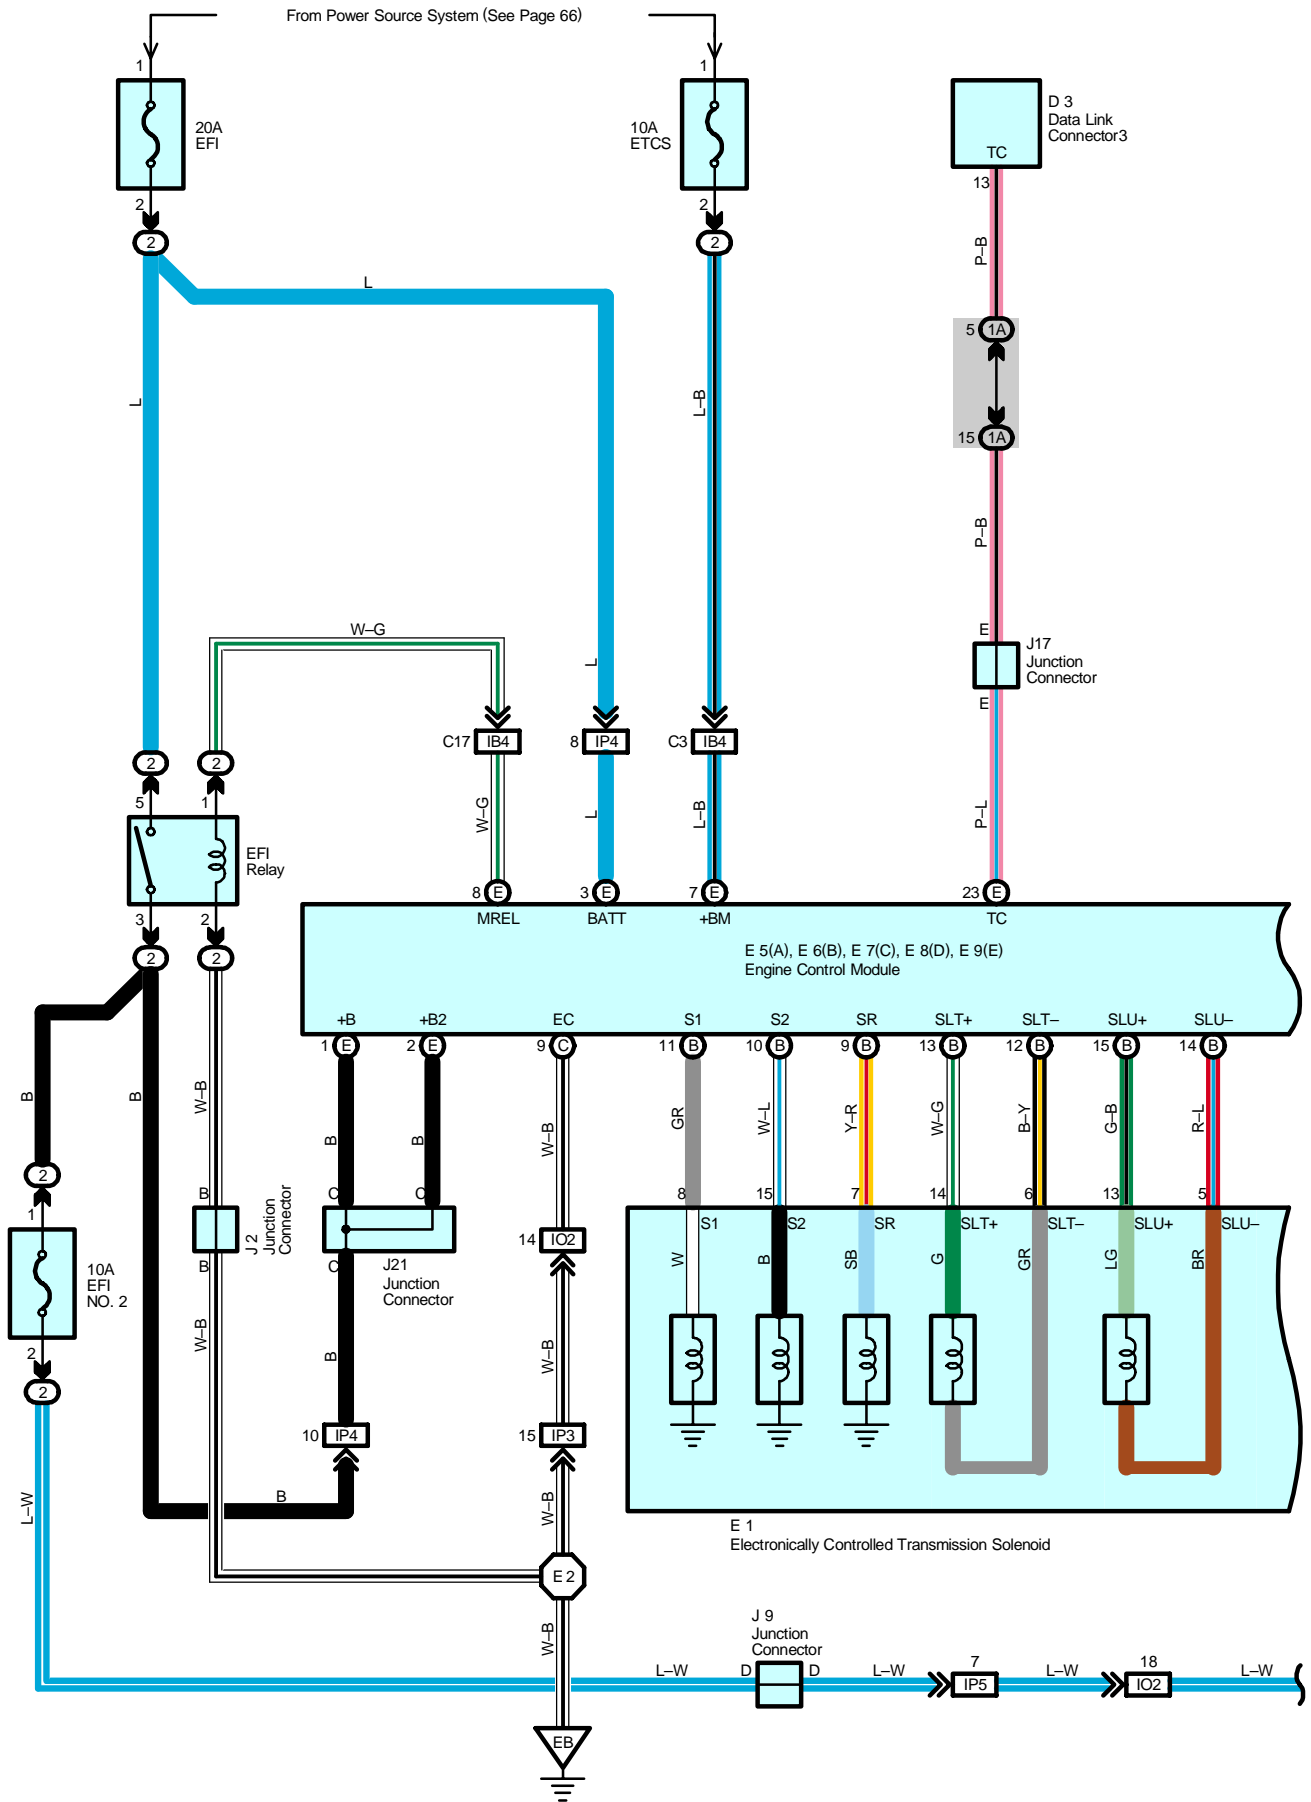 From Power Source System (See Page 66)
1
1
20A
EFI
10A
ETCS
D 3
Data Link
Connector3
TC
2
2
13
2
2
P–B
L
5 1A
L
L–B
15 1A
P–B
W–G
E
J17
Junction
Connector
L
E
C17 IB4
8 IP4
C3 IB4
2
2
5
1
W–G
L
L–B
P–L
EFI
Relay
8 E
3 E
7 E
23 E
MREL
BATT
+BM
TC
3
2
2
2
E 5(A), E 6(B), E 7(C), E 8(D), E 9(E)
Engine Control Module
+B
+B2
EC
S1
S2
SR
SLT+
SLT–
SLU+
SLU–
1 E
2 E
9 C
11 B
10 B
9 B
13 B
12 B
15 B
14 B
B
B
W–B
B
B
W–B
GR
W–L
Y–R
W–G
B–Y
G–B
R–L
2
B
C
C
8
15
7
14
6
13
5
1
J 2
Junction
Connector
S1
S2
SR
SLT+
SLT–
SLU+
SLU–
14 IO2
B
C
J21
Junction
Connector
W
B
SB
G
GR
LG
BR
10A
EFI
NO. 2
W–B
B
W–B
2
2
10 IP4
15 IP3
L–W
B
W–B
E 1
Electronically Controlled Transmission Solenoid
E 2
W–B
J 9
Junction
Connector
L–W
D
D
L–W
7
IP5
L–W
18
IO2
L–W
EB